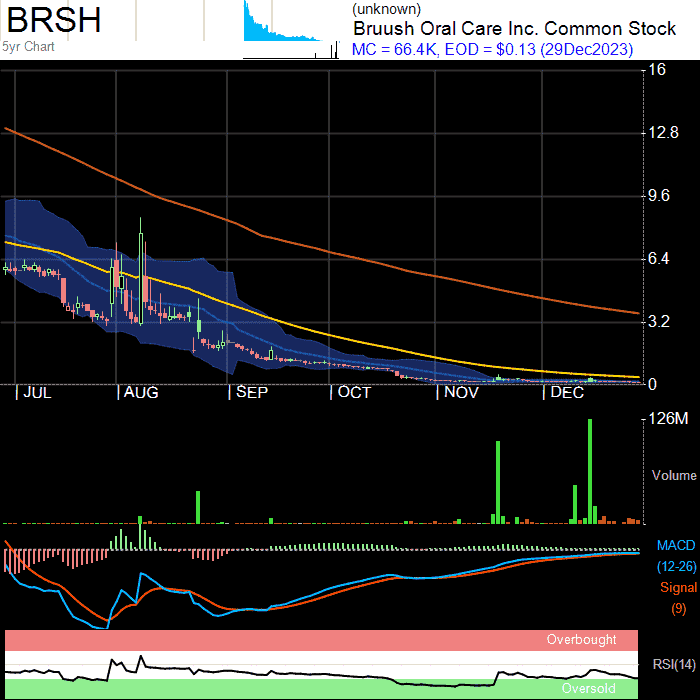 BRSH
5yr Chart
(unknown)
Bruush Oral Care Inc. Common Stock
MC = 66.4K, EOD = $0.13 (29Dec2023)
16
12.8
9.6
6.4
3.2
0
JUL AUG SEP OCT NOV DEC
126M
Volume
MACD
(12-26)
Signal
(9)
Overbought
RSI(14)
Oversold